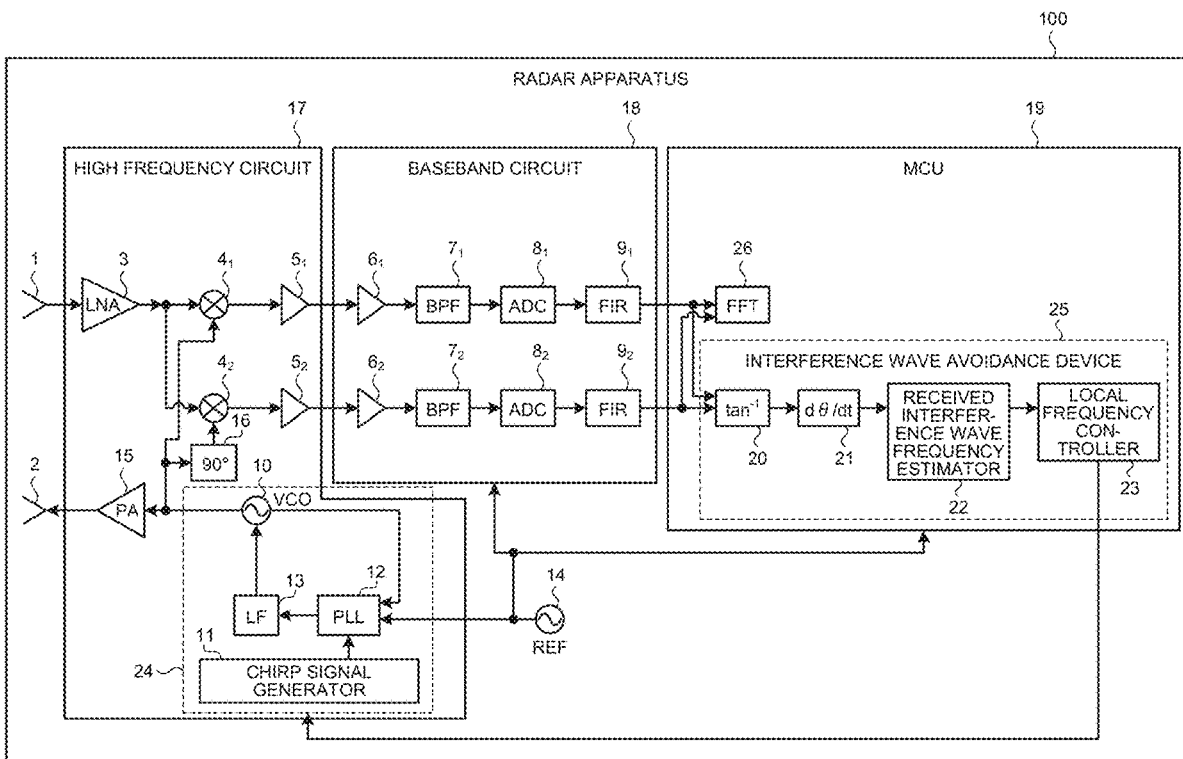 100
RADAR APPARATUS
17
18
19
HIGH FREQUENCY CIRCUIT
BASEBAND CIRCUIT
MCU
1
3
4₁
5₁
6₁
7₁
8₁
9₁
26
LNA
BPF
ADC
FIR
FFT
25
INTERFERENCE WAVE AVOIDANCE DEVICE
4₂
5₂
6₂
7₂
8₂
9₂
BPF
ADC
FIR
tan⁻¹
dθ/dt
RECEIVED
INTERFER-
ENCE WAVE
FREQUENCY
ESTIMATOR
LOCAL
FREQUENCY
CON-
TROLLER
20
21
22
23
16
90°
2
15
PA
10
VCO
13
12
14
LF
PLL
REF
11
24
CHIRP SIGNAL
GENERATOR